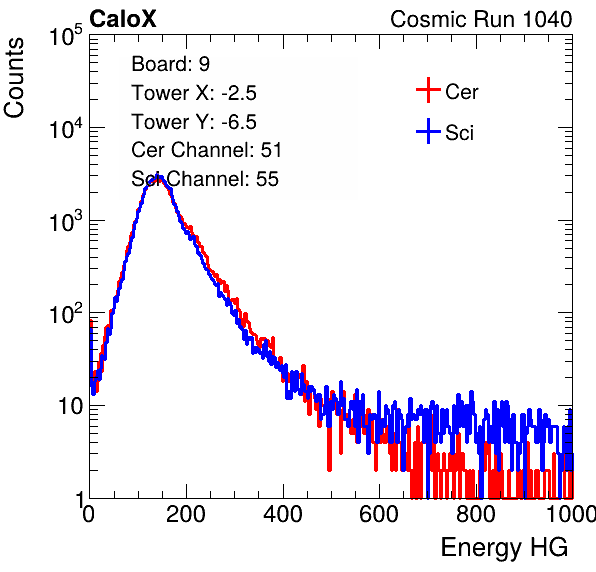 CaloX Cosmic Run 1040
Counts
10^5
10^4
10^3
10^2
10
1
Board: 9
Tower X: -2.5
Tower Y: -6.5
Cer Channel: 51
Sci Channel: 55
Cer
Sci
0 200 400 600 800 1000
Energy HG